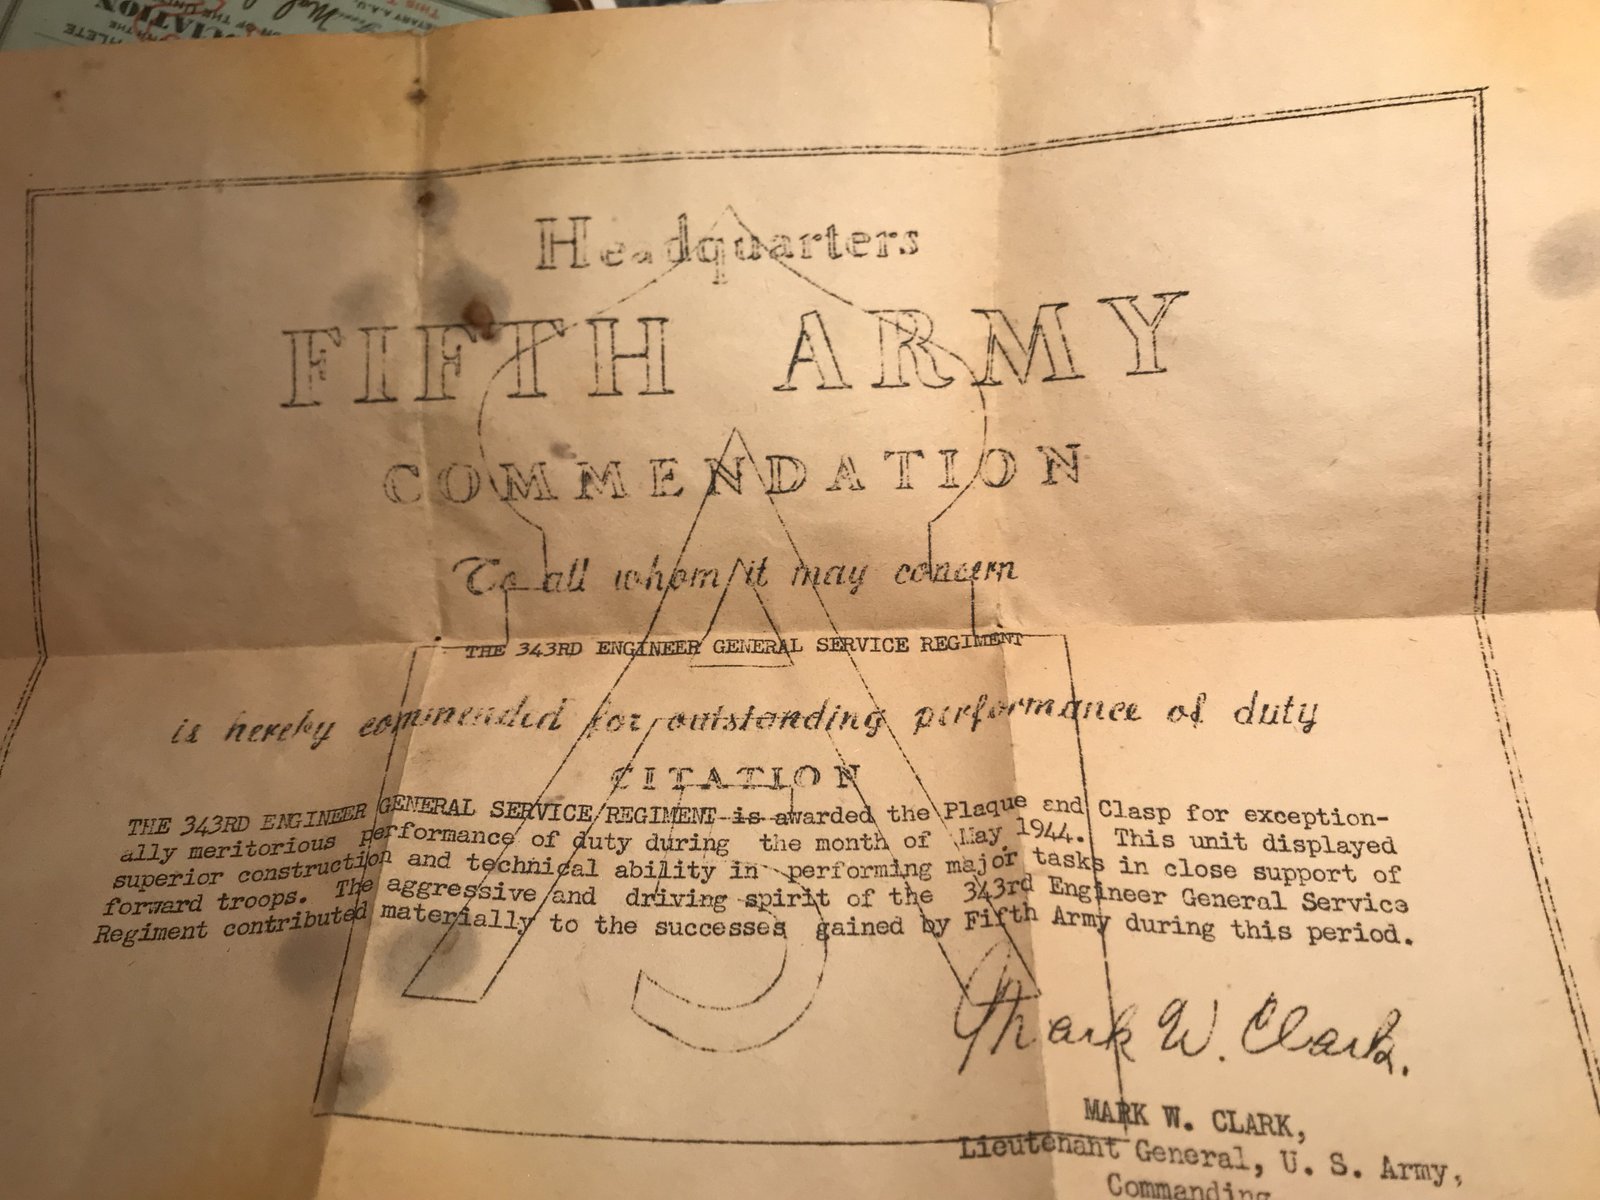 Headquarters
FIFTH ARMY
COMMENDATION
To all whom it may concern
THE 343RD ENGINEER GENERAL SERVICE REGIMENT
is hereby commended for outstanding performance of duty
CITATION
THE 343RD ENGINEER GENERAL SERVICE REGIMENT is awarded the Plaque and Clasp for exception-
ally meritorious performance of duty during the month of May 1944. This unit displayed
superior construction and technical ability in performing major tasks in close support of
forward troops. The aggressive and driving spirit of the 343rd Engineer General Service
Regiment contributed materially to the successes gained by Fifth Army during this period.
A
5
Mark W. Clark.
MARK W. CLARK,
Lieutenant General, U. S. Army,
Commanding